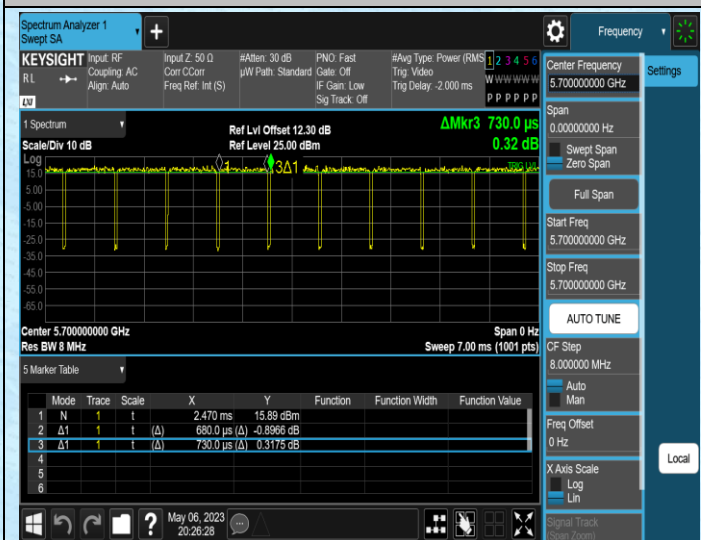 Spectrum Analyzer 1
Swept SA
Frequency
KEYSIGHT
RL
LXI
Input: RF
Coupling: AC
Align: Auto
Input Z: 50 Ω
Corr CCorr
Freq Ref: Int (S)
#Atten: 30 dB
µW Path: Standard
PNO: Fast
Gate: Off
IF Gain: Low
Sig Track: Off
#Avg Type: Power (RMS
Trig: Video
Trig Delay: -2.000 ms
1 2 3 4 5 6
W W W W W W
P P P P P P
1 Spectrum
Scale/Div 10 dB
Ref Lvl Offset 12.30 dB
Ref Level 25.00 dBm
ΔMkr3 730.0 µs
0.32 dB
Log
15.0
5.00
-5.00
-15.0
-25.0
-35.0
-45.0
-55.0
-65.0
1
3Δ1
TRIG LVL
Center 5.700000000 GHz
Res BW 8 MHz
Span 0 Hz
Sweep 7.00 ms (1001 pts)
5 Marker Table
Mode Trace Scale X Y Function Function Width Function Value
1 N 1 t 2.470 ms 15.89 dBm
2 Δ1 1 t (Δ) 680.0 µs (Δ) -0.8966 dB
3 Δ1 1 t (Δ) 730.0 µs (Δ) 0.3175 dB
4
5
6
May 06, 2023
20:26:28
Center Frequency
5.700000000 GHz
Span
0.00000000 Hz
Swept Span
Zero Span
Full Span
Start Freq
5.700000000 GHz
Stop Freq
5.700000000 GHz
AUTO TUNE
CF Step
8.000000 MHz
Auto
Man
Freq Offset
0 Hz
X Axis Scale
Log
Lin
Signal Track
(Span Zoom)
Settings
Local